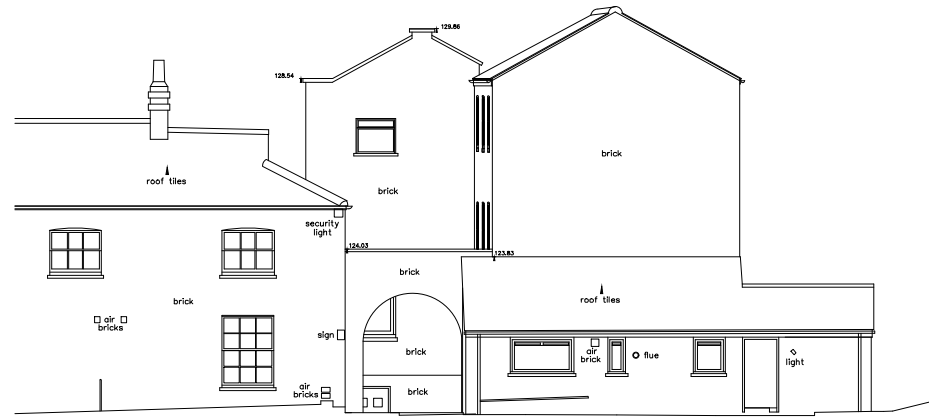 129.86
128.54
brick
roof tiles
brick
security
light
124.03
123.83
brick
roof tiles
brick
air
bricks
sign
air
brick
flue
brick
light
air
bricks
brick